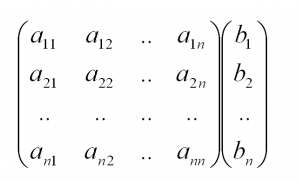 a₁₁ a₁₂ .. a₁ₙ b₁
a₂₁ a₂₂ .. a₂ₙ b₂
.. .. .. .. ..
aₙ₁ aₙ₂ .. aₙₙ bₙ